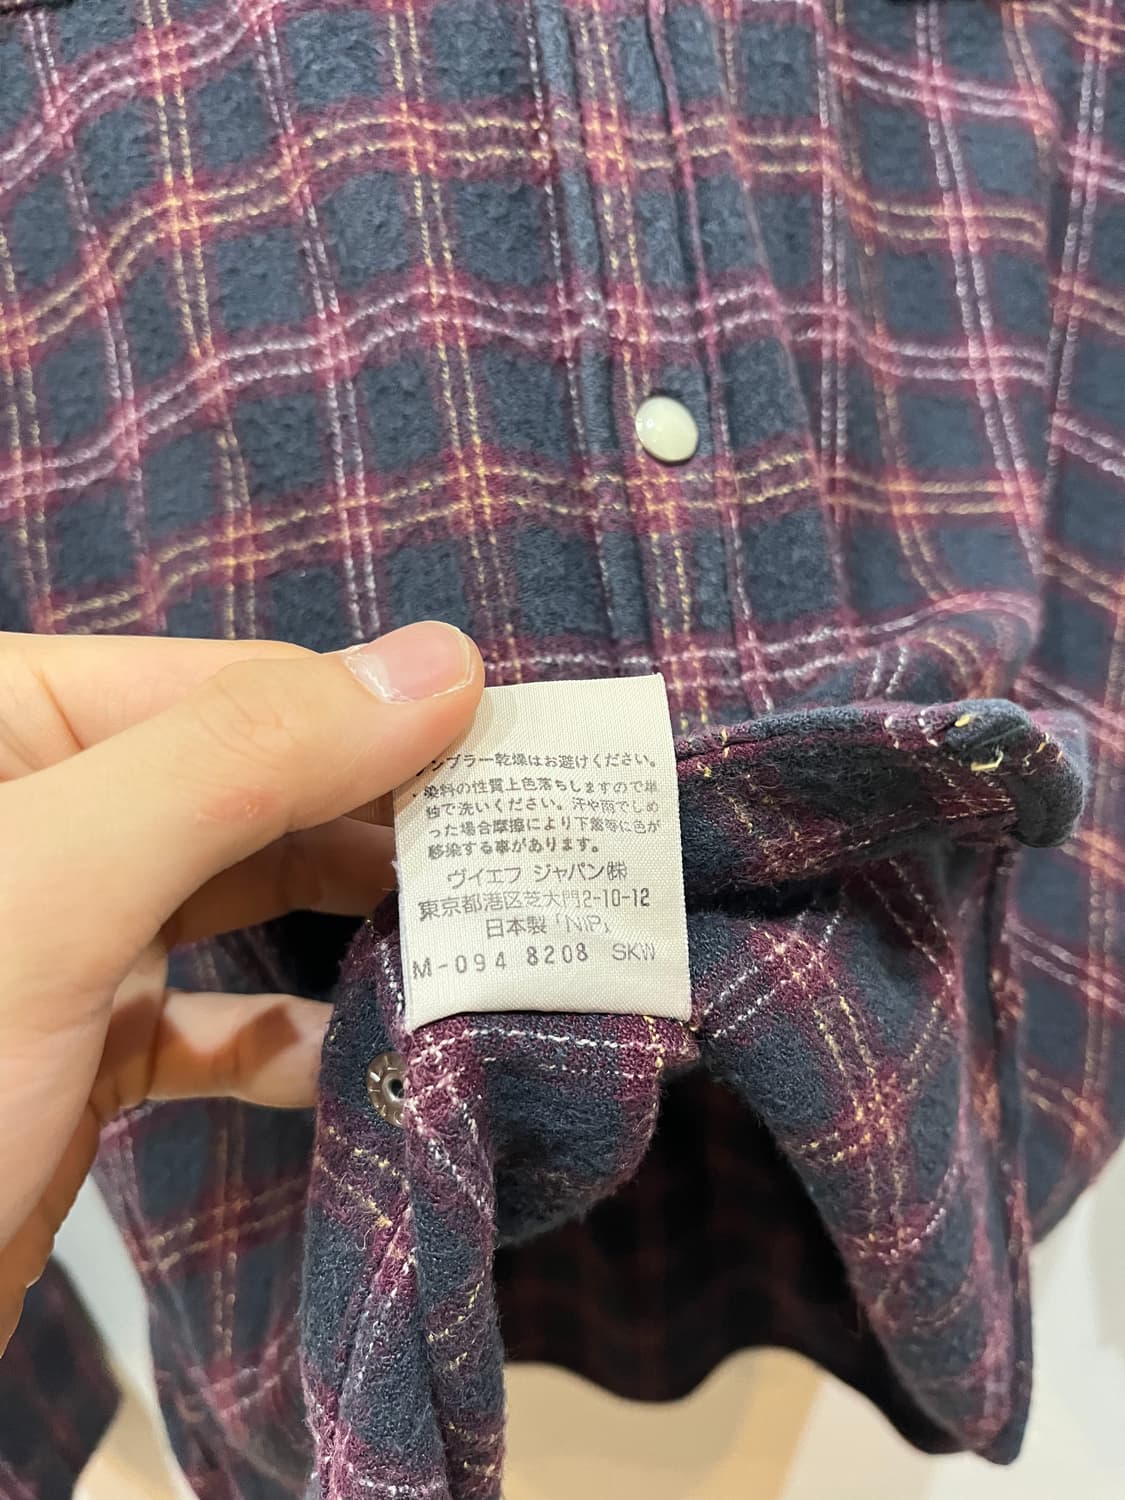 ンブラー乾燥はお避けください。
・染料の性質上色落ちしますので単
独で洗いください。汗や雨でしめ
った場合摩擦により下着等に色が
移染する事があります。
ヴイエフ ジャパン㈱
東京都港区芝大門2-10-12
日本製「NIP」
M-094 8208 SKW